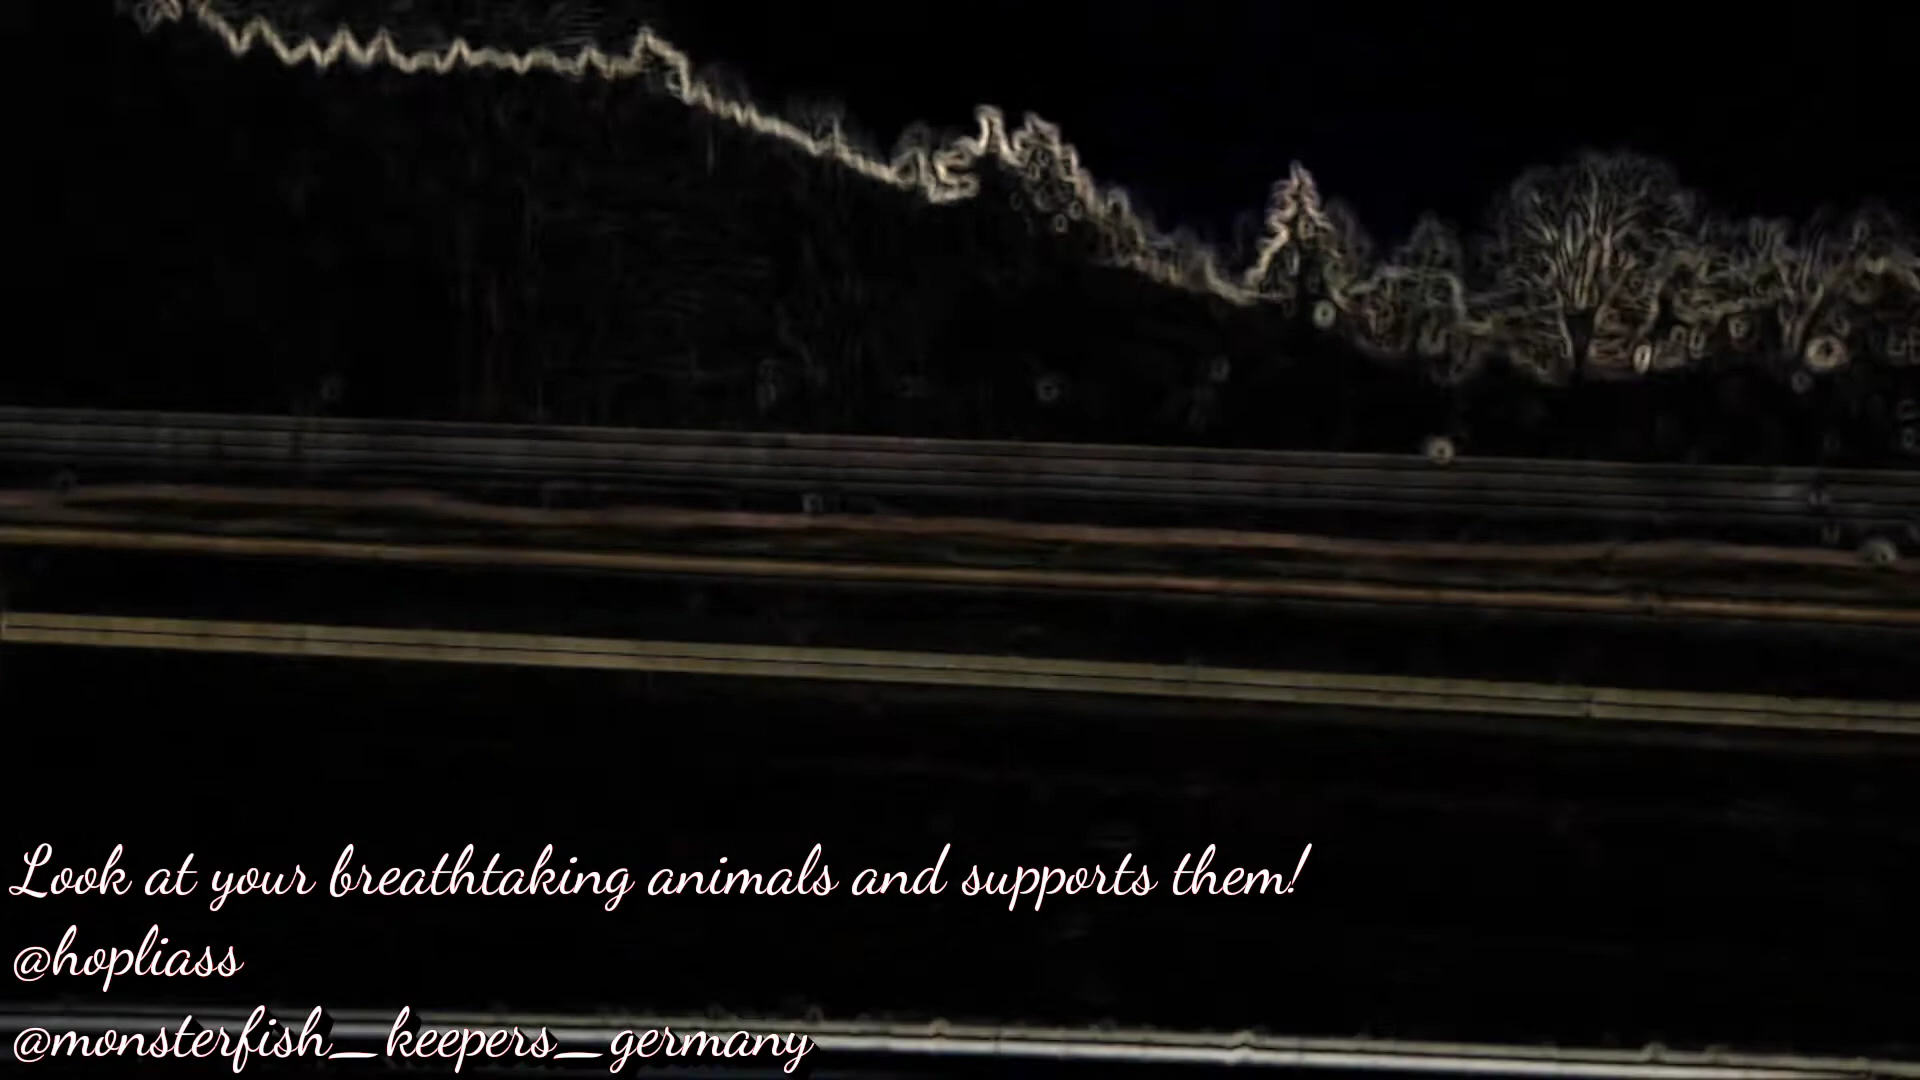 Look at your breathtaking animals and supports them!
@hopliass
@monsterfish_keepers_germany